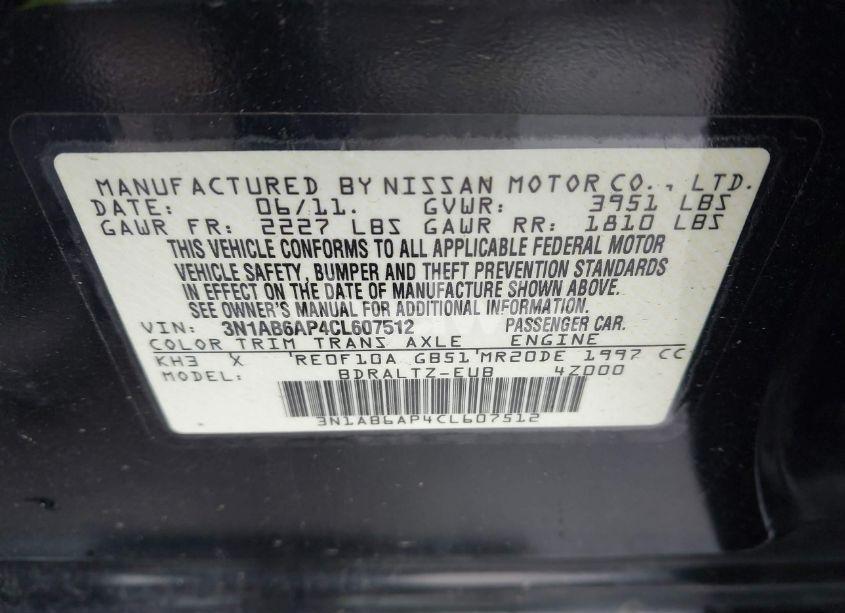 MANUFACTURED BY NISSAN MOTOR CO., LTD.
DATE: 06/11. GVWR: 3951 LBS
GAWR FR: 2227 LBS GAWR RR: 1810 LBS
THIS VEHICLE CONFORMS TO ALL APPLICABLE FEDERAL MOTOR
VEHICLE SAFETY, BUMPER AND THEFT PREVENTION STANDARDS
IN EFFECT ON THE DATE OF MANUFACTURE SHOWN ABOVE.
SEE OWNER'S MANUAL FOR ADDITIONAL INFORMATION.
VIN: 3N1AB6AP4CL607512 PASSENGER CAR.
COLOR TRIM TRANS AXLE ENGINE
KH3 X RE0F10A GB51 MR20DE 1997 CC
MODEL: BDRALTZ-EUB 4Z000
3N1AB6AP4CL607512